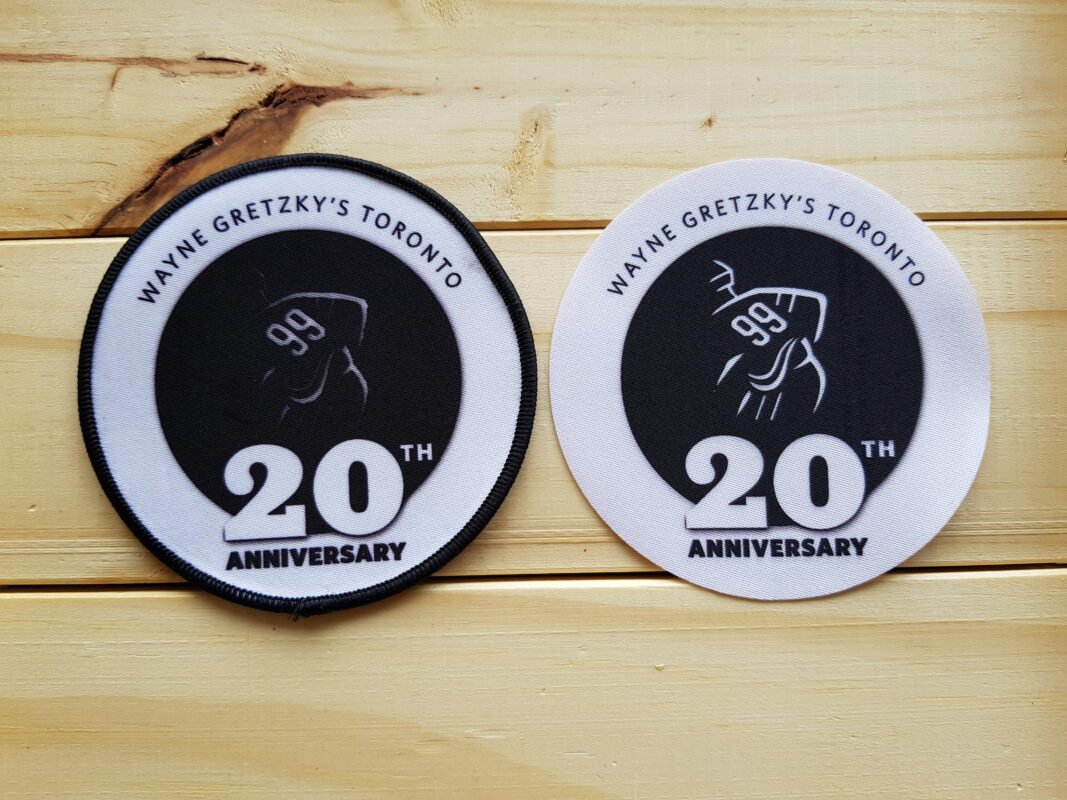 WAYNE GRETZKY'S TORONTO
99
20TH
ANNIVERSARY
WAYNE GRETZKY'S TORONTO
99
20TH
ANNIVERSARY